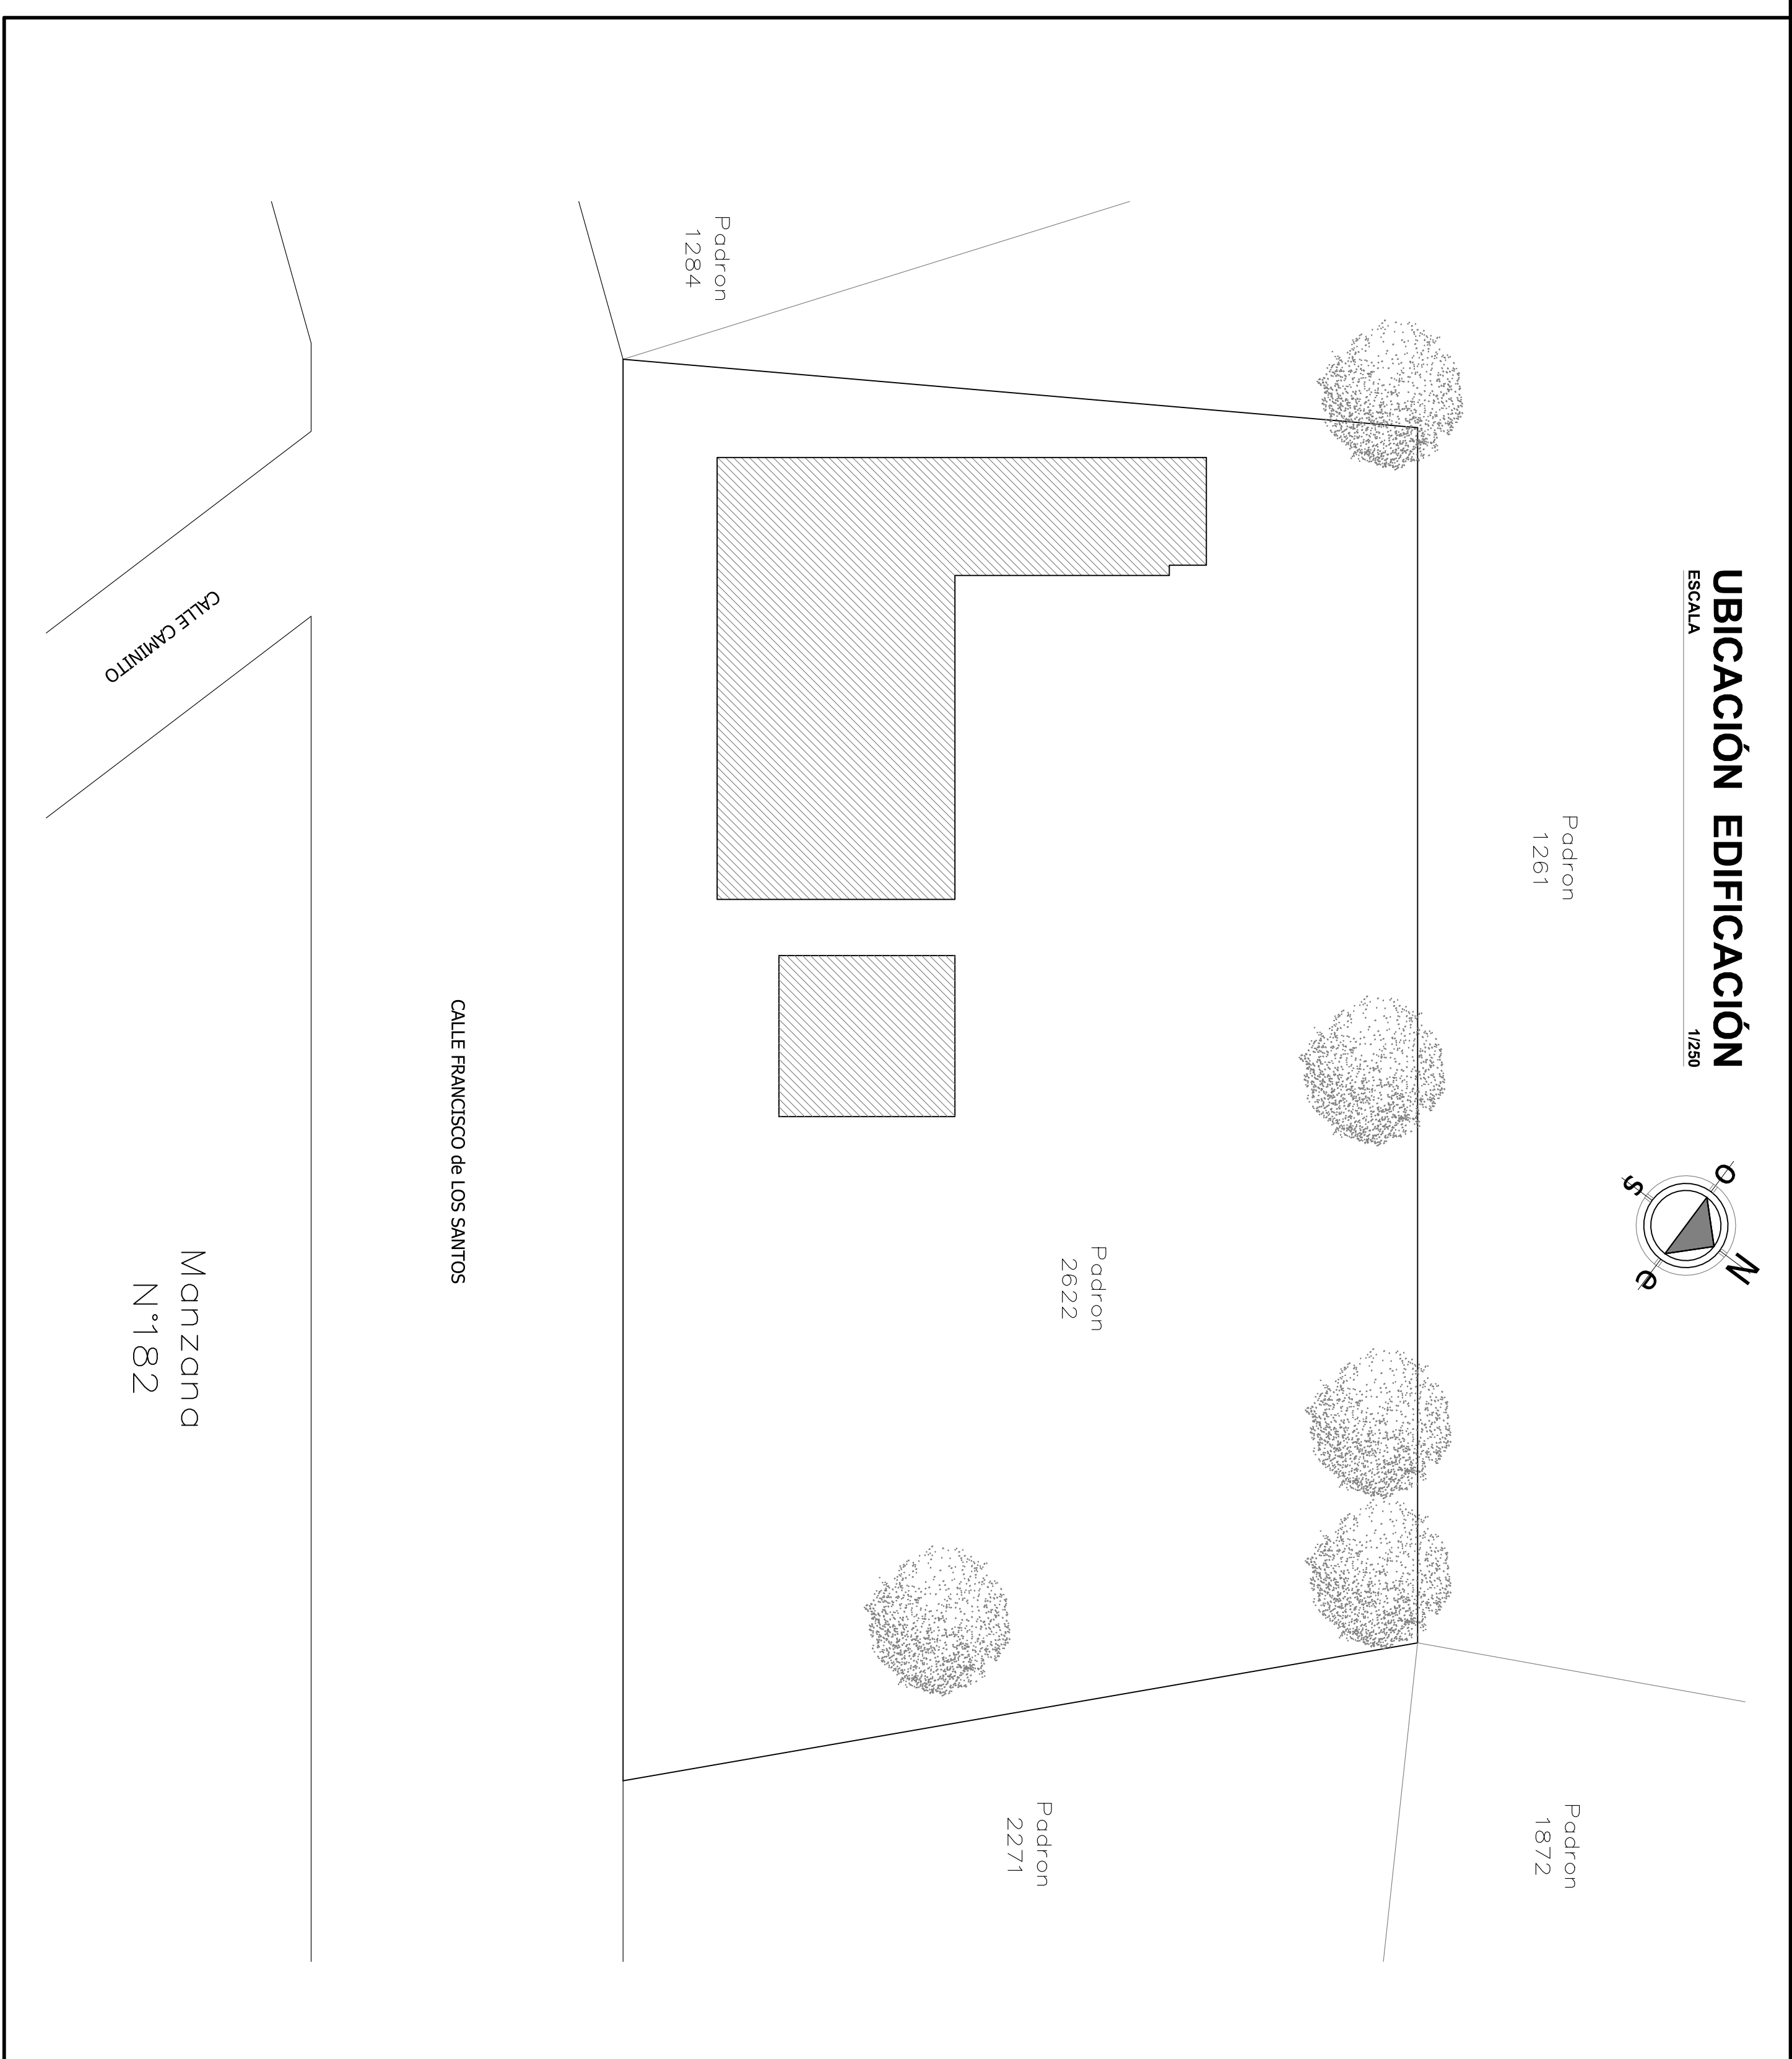 UBICACIÓN EDIFICACIÓN
ESCALA 1/250
O
N
S
e
Padron
1261
Padron
1872
Padron
1284
Padron
2622
Padron
2271
CALLE FRANCISCO de LOS SANTOS
CALLE CAMINITO
Manzana
N°182